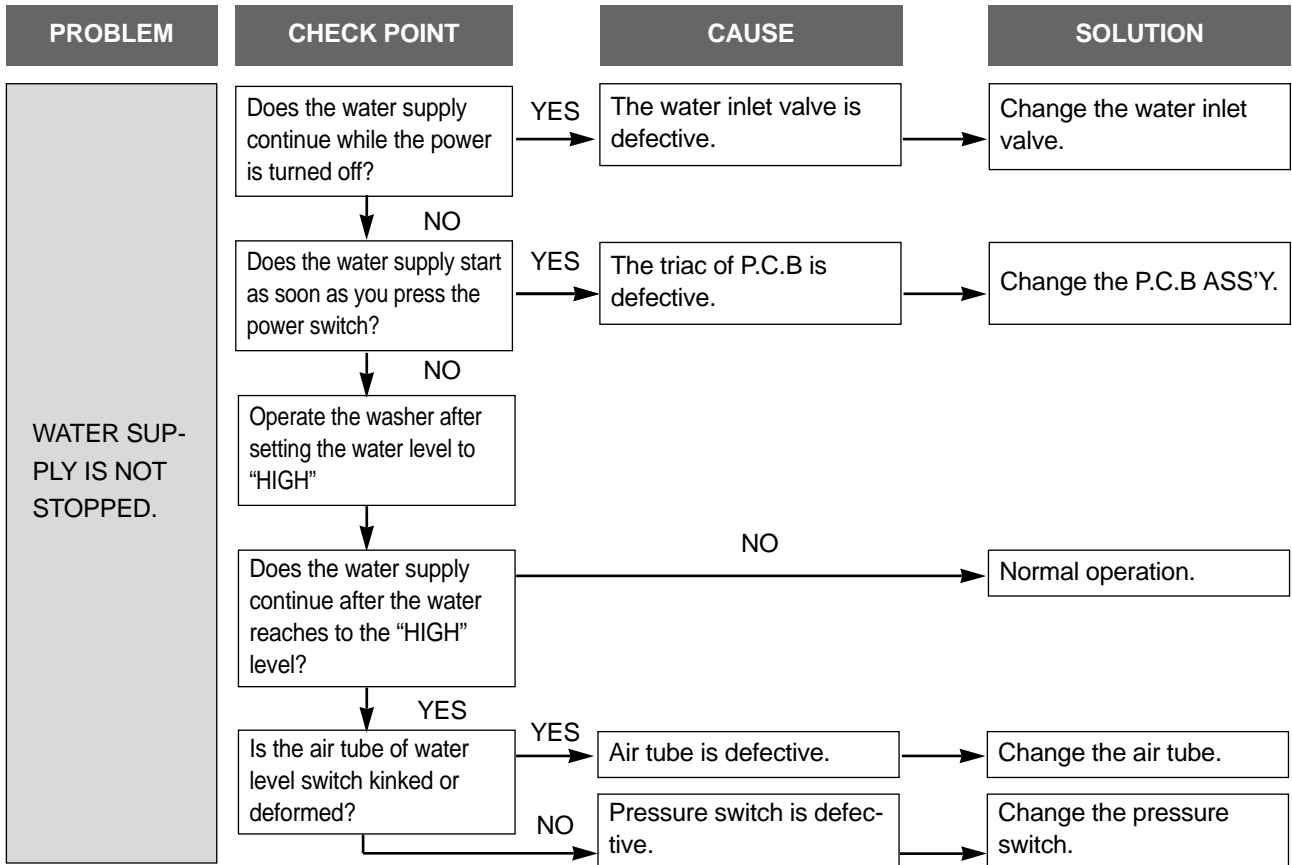 PROBLEM
CHECK POINT
CAUSE
SOLUTION
WATER SUP-
PLY IS NOT
STOPPED.
Does the water supply
continue while the power
is turned off?
YES
The water inlet valve is
defective.
Change the water inlet
valve.
NO
Does the water supply start
as soon as you press the
power switch?
YES
The triac of P.C.B is
defective.
Change the P.C.B ASS’Y.
NO
Operate the washer after
setting the water level to
“HIGH”
Does the water supply
continue after the water
reaches to the “HIGH”
level?
NO
Normal operation.
YES
Is the air tube of water
level switch kinked or
deformed?
YES
Air tube is defective.
Change the air tube.
NO
Pressure switch is defec-
tive.
Change the pressure
switch.